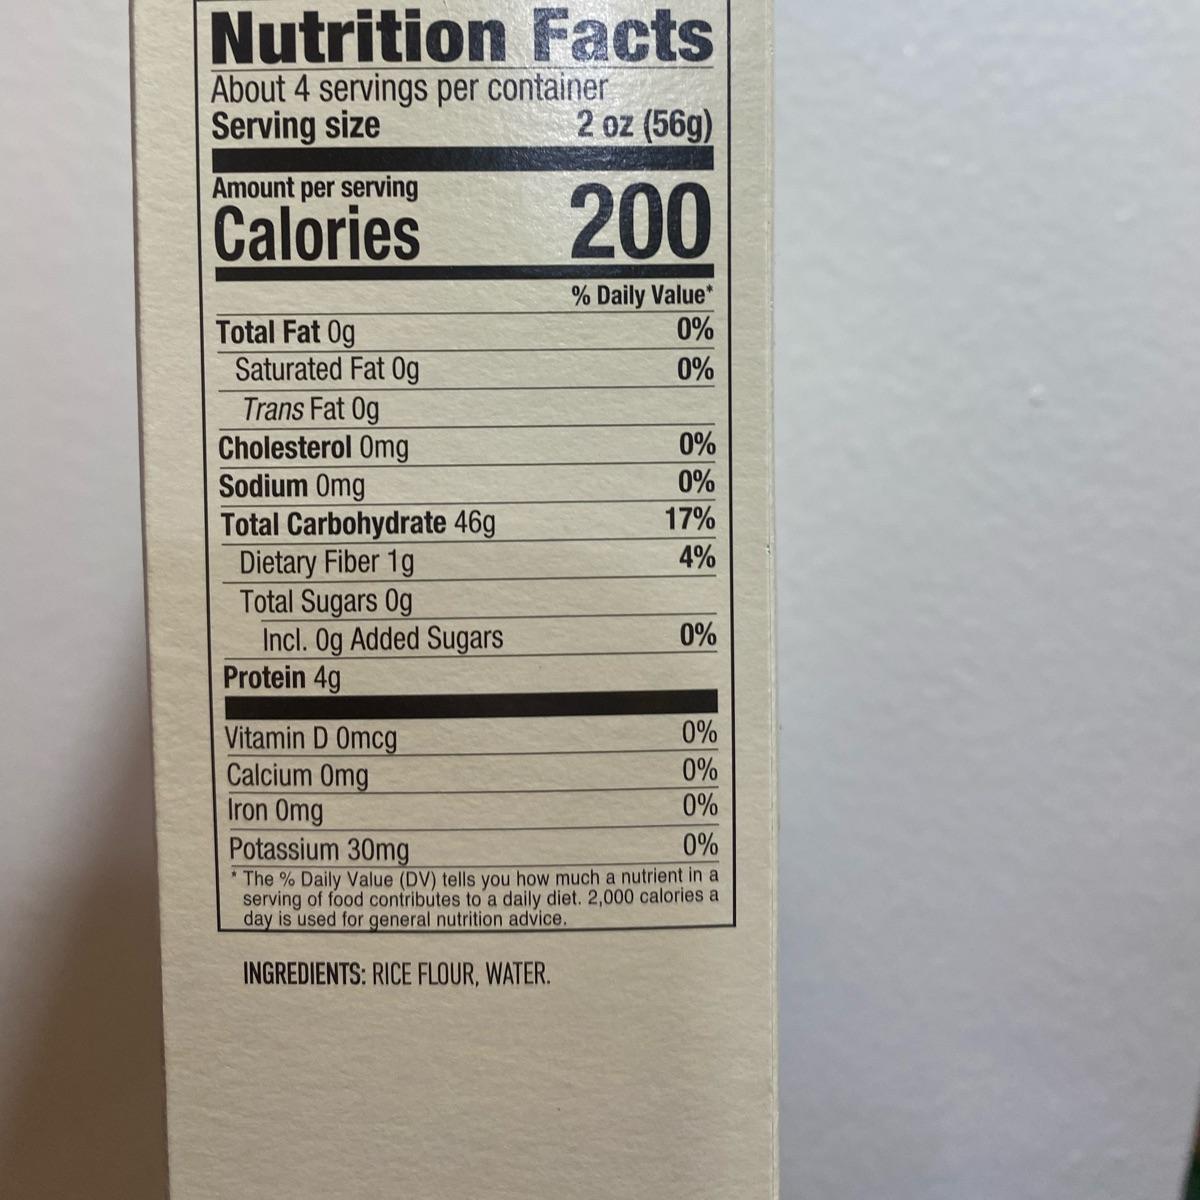 Nutrition Facts
About 4 servings per container
Serving size 2 oz (56g)
Amount per serving
Calories 200
% Daily Value*
Total Fat 0g 0%
Saturated Fat 0g 0%
Trans Fat 0g
Cholesterol 0mg 0%
Sodium 0mg 0%
Total Carbohydrate 46g 17%
Dietary Fiber 1g 4%
Total Sugars 0g
Incl. 0g Added Sugars 0%
Protein 4g
Vitamin D 0mcg 0%
Calcium 0mg 0%
Iron 0mg 0%
Potassium 30mg 0%
* The % Daily Value (DV) tells you how much a nutrient in a
serving of food contributes to a daily diet. 2,000 calories a
day is used for general nutrition advice.
INGREDIENTS: RICE FLOUR, WATER.